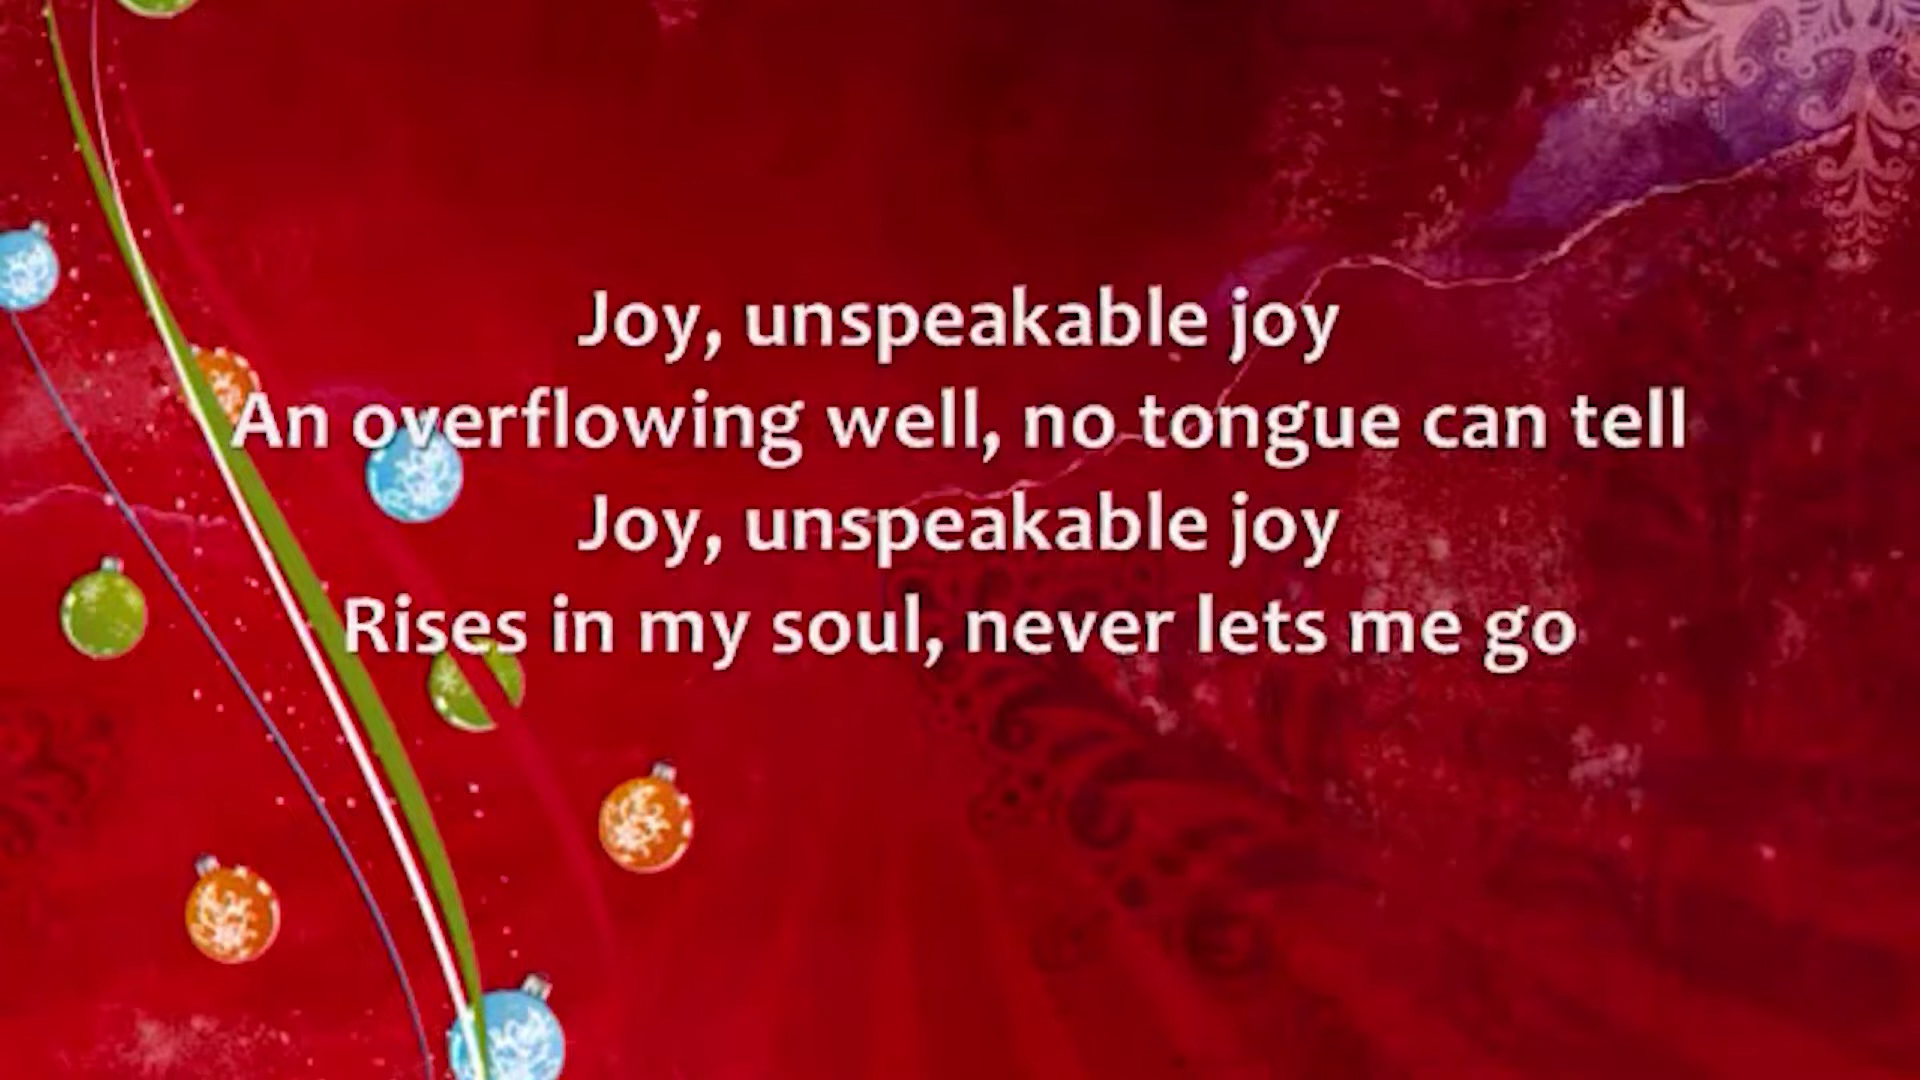 Joy, unspeakable joy
An overflowing well, no tongue can tell
Joy, unspeakable joy
Rises in my soul, never lets me go